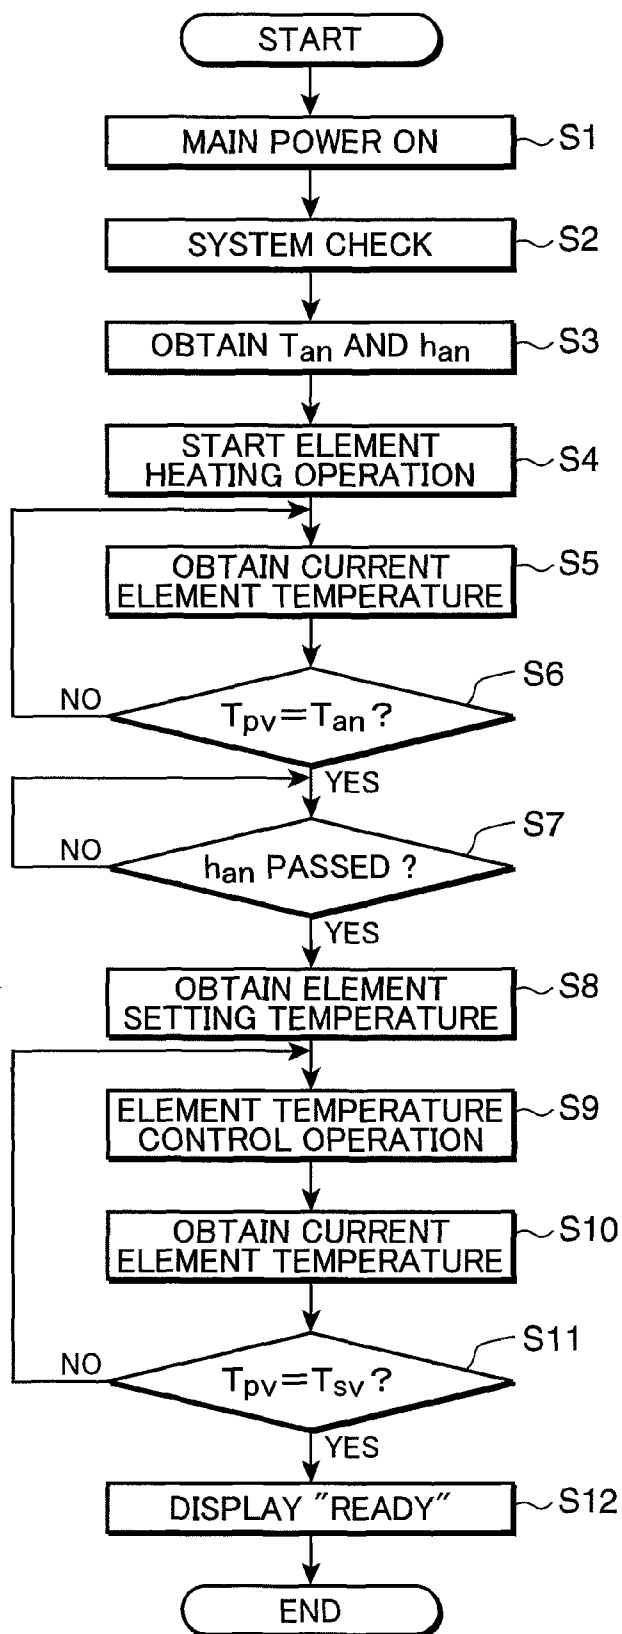 START
MAIN POWER ON
S1
SYSTEM CHECK
S2
OBTAIN Tan AND han
S3
START ELEMENT
HEATING OPERATION
S4
OBTAIN CURRENT
ELEMENT TEMPERATURE
S5
S6
NO
Tpv=Tan?
YES
S7
NO
han PASSED ?
YES
OBTAIN ELEMENT
SETTING TEMPERATURE
S8
ELEMENT TEMPERATURE
CONTROL OPERATION
S9
OBTAIN CURRENT
ELEMENT TEMPERATURE
S10
S11
NO
Tpv=Tsv?
YES
DISPLAY "READY"
S12
END